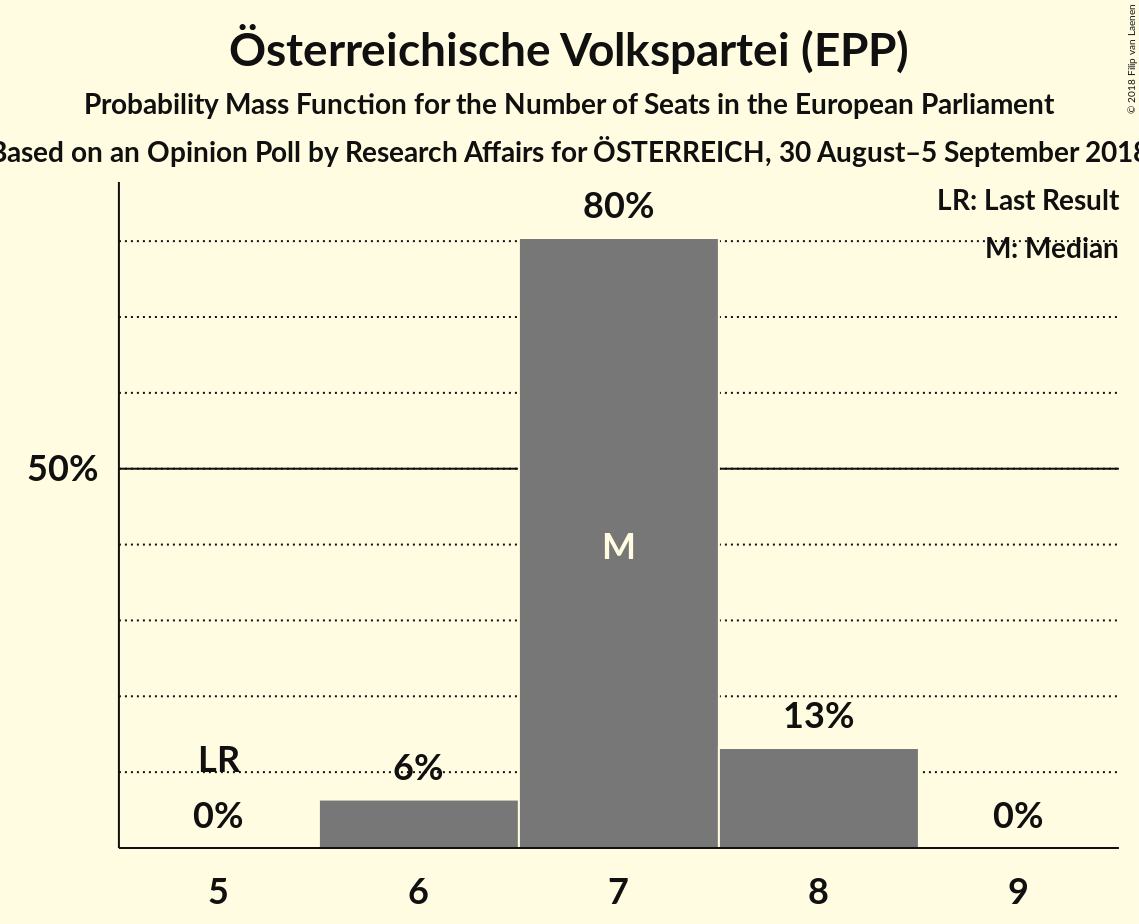 Österreichische Volkspartei (EPP)
Probability Mass Function for the Number of Seats in the European Parliament
Based on an Opinion Poll by Research Affairs for ÖSTERREICH, 30 August–5 September 2018
© 2018 Filip van Laenen
LR: Last Result
M: Median
80%
50%
M
13%
LR
6%
0%
0%
5 6 7 8 9